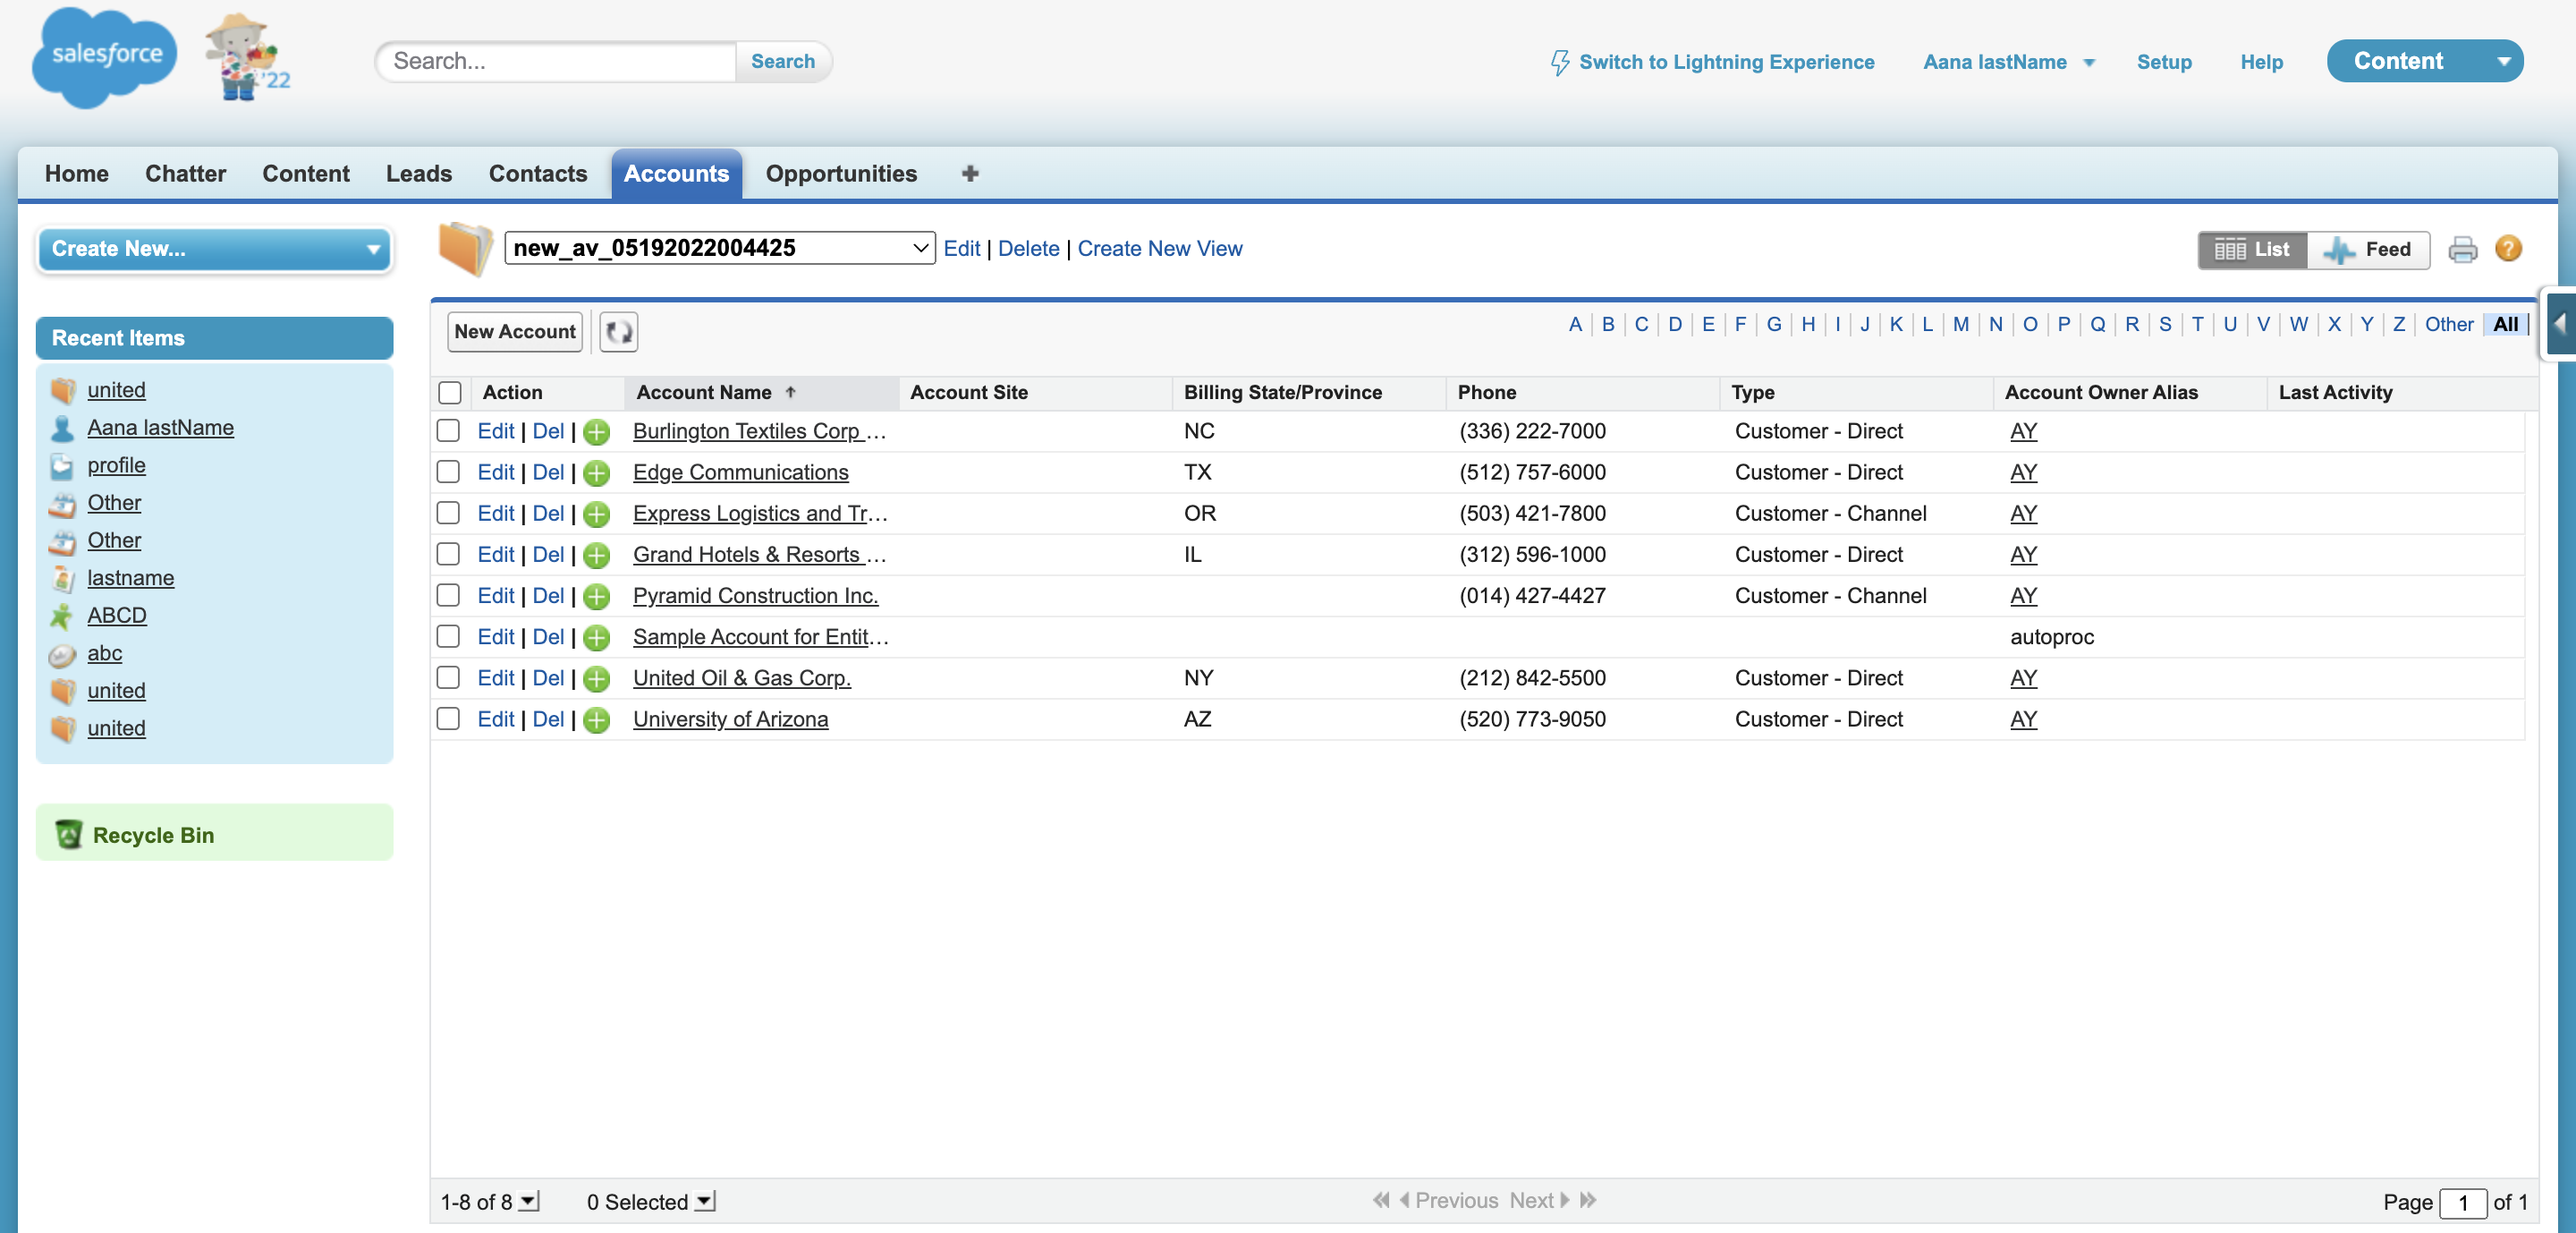 salesforce
'22
Search...
Search
Switch to Lightning Experience
Aana lastName
Setup
Help
Content
Home
Chatter
Content
Leads
Contacts
Accounts
Opportunities
Create New...
new_av_05192022004425
Edit | Delete | Create New View
List
Feed
?
Recent Items
united
Aana lastName
profile
Other
Other
lastname
ABCD
abc
united
united
Recycle Bin
New Account
A | B | C | D | E | F | G | H | I | J | K | L | M | N | O | P | Q | R | S | T | U | V | W | X | Y | Z | Other | All |
Action Account Name Account Site Billing State/Province Phone Type Account Owner Alias Last Activity
Edit | Del | Burlington Textiles Corp ... NC (336) 222-7000 Customer - Direct AY
Edit | Del | Edge Communications TX (512) 757-6000 Customer - Direct AY
Edit | Del | Express Logistics and Tr... OR (503) 421-7800 Customer - Channel AY
Edit | Del | Grand Hotels & Resorts ... IL (312) 596-1000 Customer - Direct AY
Edit | Del | Pyramid Construction Inc. (014) 427-4427 Customer - Channel AY
Edit | Del | Sample Account for Entit... autoproc
Edit | Del | United Oil & Gas Corp. NY (212) 842-5500 Customer - Direct AY
Edit | Del | University of Arizona AZ (520) 773-9050 Customer - Direct AY
1-8 of 8
0 Selected
Previous Next
Page 1 of 1